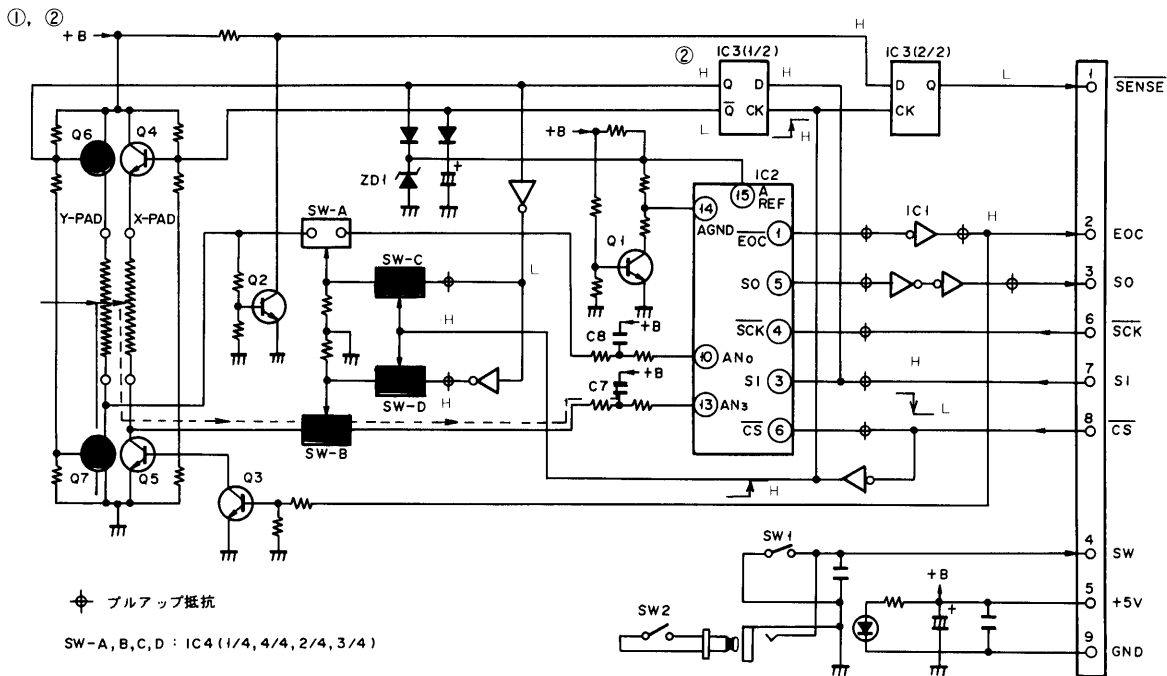 ①, ②
+B
H
②
IC3(1/2)
H Q D H
Q̄ CK
L
H
IC3(2/2)
D Q
CK
L
1
SENSE
Q6
Q4
Y-PAD
X-PAD
Q7
Q5
Q2
Q3
SW-A
SW-C
SW-D
SW-B
ZD1
L
H
H
+B
Q1
C8
+B
C7
+B
IC2
15 A REF
14 AGND
EOC 1
SO 5
SCK 4
10 AN0
SI 3
13 AN3
CS 6
IC1
H
2
EOC
3
SO
6
SCK
H
7
SI
L
8
CS
H
SW1
4
SW
+B
5
+5V
9
GND
SW2
プルアップ抵抗
SW-A,B,C,D : IC4(1/4,4/4,2/4,3/4)